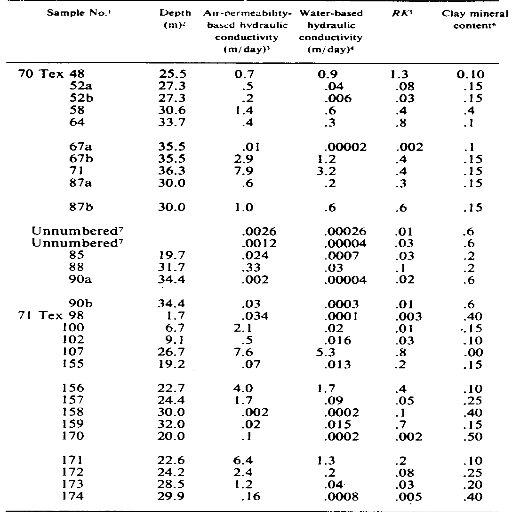 Sample No.¹ Depth (m)² Air-permeability-based hydraulic conductivity (m/day)³ Water-based hydraulic conductivity (m/day)⁴ RK⁵ Clay mineral content⁶
70 Tex 48 25.5 0.7 0.9 1.3 0.10
52a 27.3 .5 .04 .08 .15
52b 27.3 .2 .006 .03 .15
58 30.6 1.4 .6 .4 .4
64 33.7 .4 .3 .8 .1
67a 35.5 .01 .00002 .002 .1
67b 35.5 2.9 1.2 .4 .15
71 36.3 7.9 3.2 .4 .15
87a 30.0 .6 .2 .3 .15
87b 30.0 1.0 .6 .6 .15
Unnumbered⁷ .0026 .00026 .01 .6
Unnumbered⁷ .0012 .00004 .03 .6
85 19.7 .024 .0007 .03 .2
88 31.7 .33 .03 .1 .2
90a 34.4 .002 .00004 .02 .6
90b 34.4 .03 .0003 .01 .6
71 Tex 98 1.7 .034 .0001 .003 .40
100 6.7 2.1 .02 .01 .15
102 9.1 .5 .016 .03 .10
107 26.7 7.6 5.3 .8 .00
155 19.2 .07 .013 .2 .15
156 22.7 4.0 1.7 .4 .10
157 24.4 1.7 .09 .05 .25
158 30.0 .002 .0002 .1 .40
159 32.0 .02 .015 .7 .15
170 20.0 .1 .0002 .002 .50
171 22.6 6.4 1.3 .2 .10
172 24.2 2.4 .2 .08 .25
173 28.5 1.2 .04 .03 .20
174 29.9 .16 .0008 .005 .40